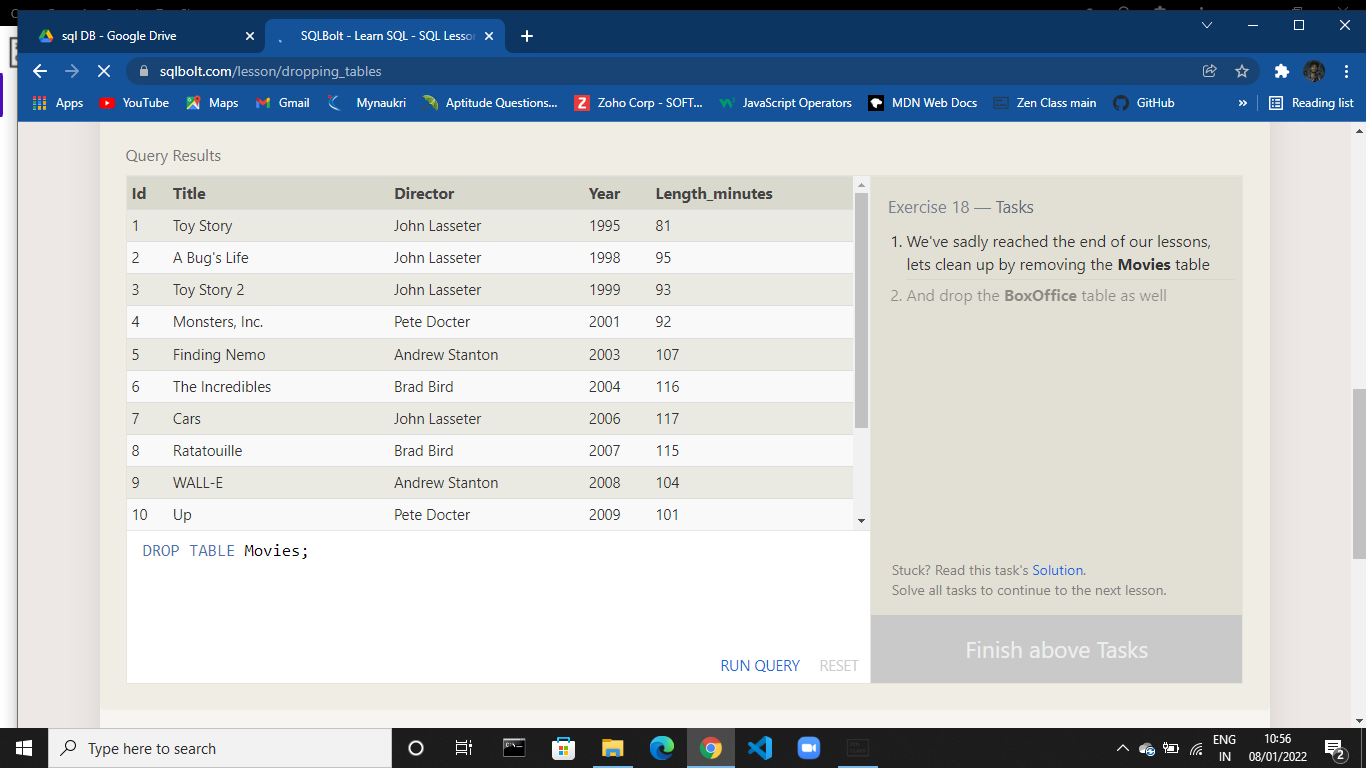 sql DB - Google Drive
SQLBolt - Learn SQL - SQL Lesson
sqlbolt.com/lesson/dropping_tables
Apps YouTube Maps Gmail Mynaukri Aptitude Questions... Zoho Corp - SOFT... JavaScript Operators MDN Web Docs Zen Class main GitHub » Reading list
Query Results
Id Title Director Year Length_minutes
1 Toy Story John Lasseter 1995 81
2 A Bug's Life John Lasseter 1998 95
3 Toy Story 2 John Lasseter 1999 93
4 Monsters, Inc. Pete Docter 2001 92
5 Finding Nemo Andrew Stanton 2003 107
6 The Incredibles Brad Bird 2004 116
7 Cars John Lasseter 2006 117
8 Ratatouille Brad Bird 2007 115
9 WALL-E Andrew Stanton 2008 104
10 Up Pete Docter 2009 101
DROP TABLE Movies;
RUN QUERY RESET
Exercise 18 — Tasks
1. We've sadly reached the end of our lessons,
lets clean up by removing the Movies table
2. And drop the BoxOffice table as well
Stuck? Read this task's Solution.
Solve all tasks to continue to the next lesson.
Finish above Tasks
Type here to search
ENG
IN
10:56
08/01/2022
2